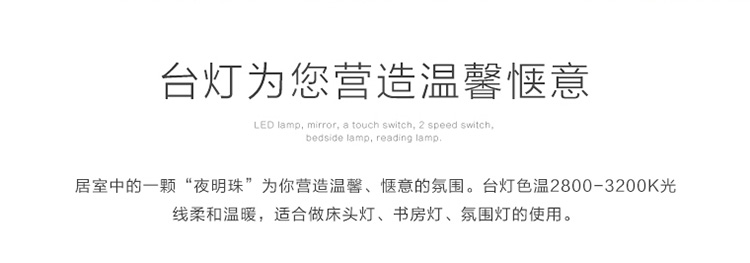 台灯为您营造温馨惬意
LED lamp, mirror, a touch switch, 2 speed switch,
bedside lamp, reading lamp.
居室中的一颗“夜明珠”为你营造温馨、惬意的氛围。台灯色温2800-3200K光
线柔和温暖，适合做床头灯、书房灯、氛围灯的使用。